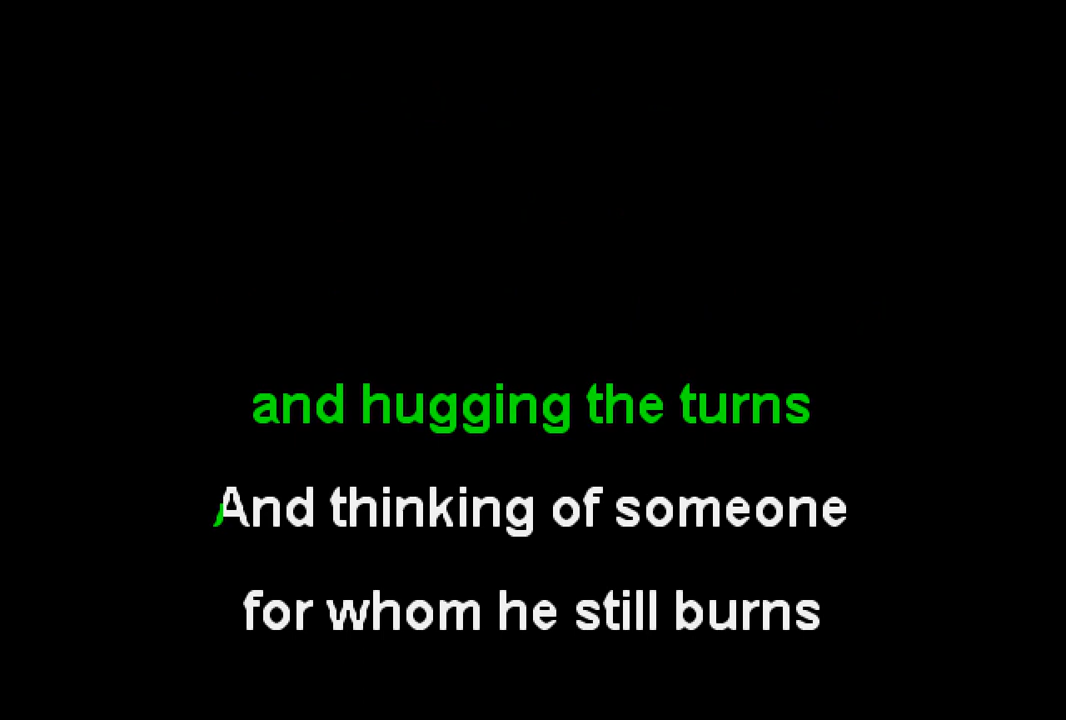 and hugging the turns
And thinking of someone
for whom he still burns